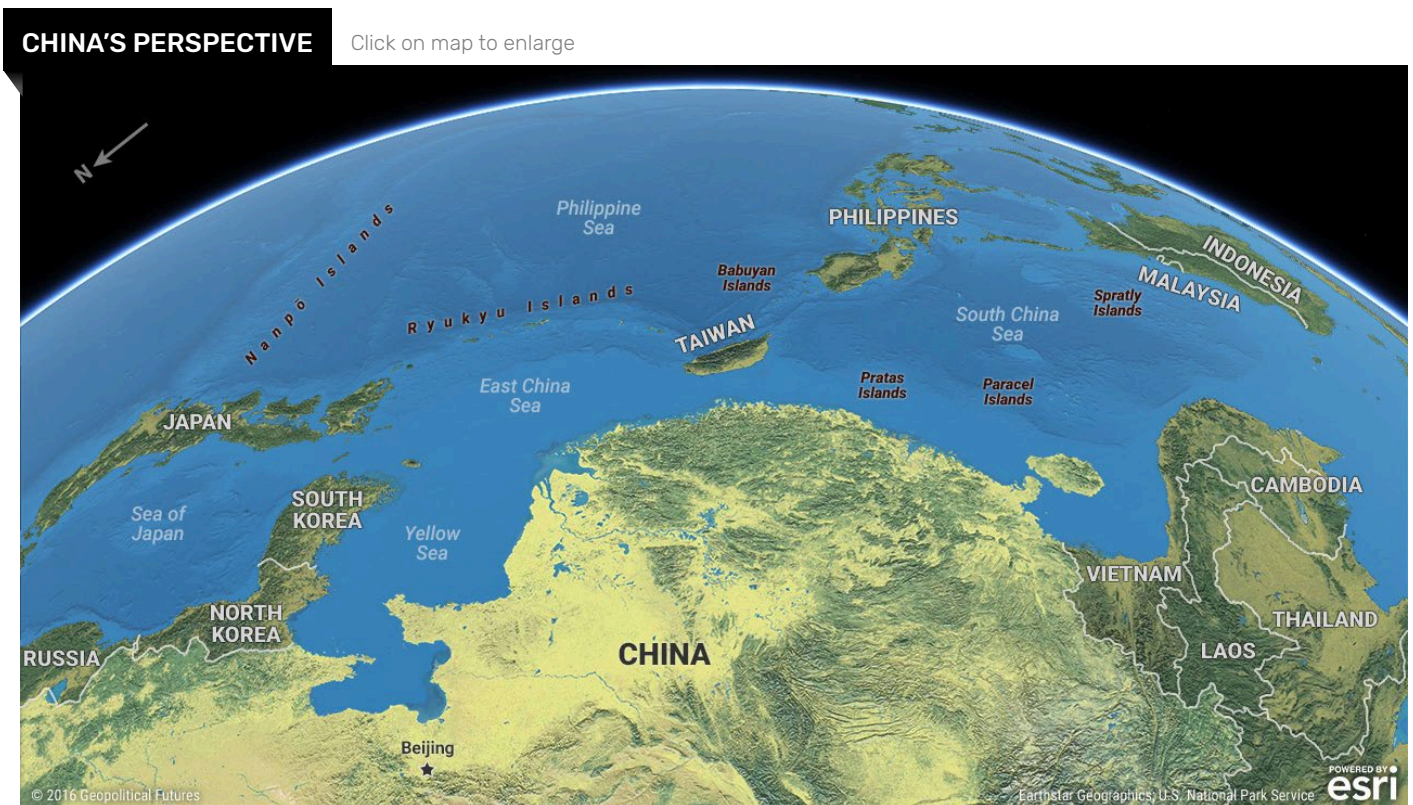 CHINA'S PERSPECTIVE
Click on map to enlarge
N
Nanpō Islands
Philippine
Sea
PHILIPPINES
INDONESIA
MALAYSIA
Babuyan
Islands
Ryukyu Islands
Spratly
Islands
South China
Sea
TAIWAN
East China
Sea
Pratas
Islands
Paracel
Islands
JAPAN
CAMBODIA
SOUTH
KOREA
Sea of
Japan
Yellow
Sea
VIETNAM
NORTH
KOREA
THAILAND
RUSSIA
CHINA
LAOS
Beijing
© 2016 Geopolitical Futures
Earthstar Geographics; U.S. National Park Service
POWERED BY
esri